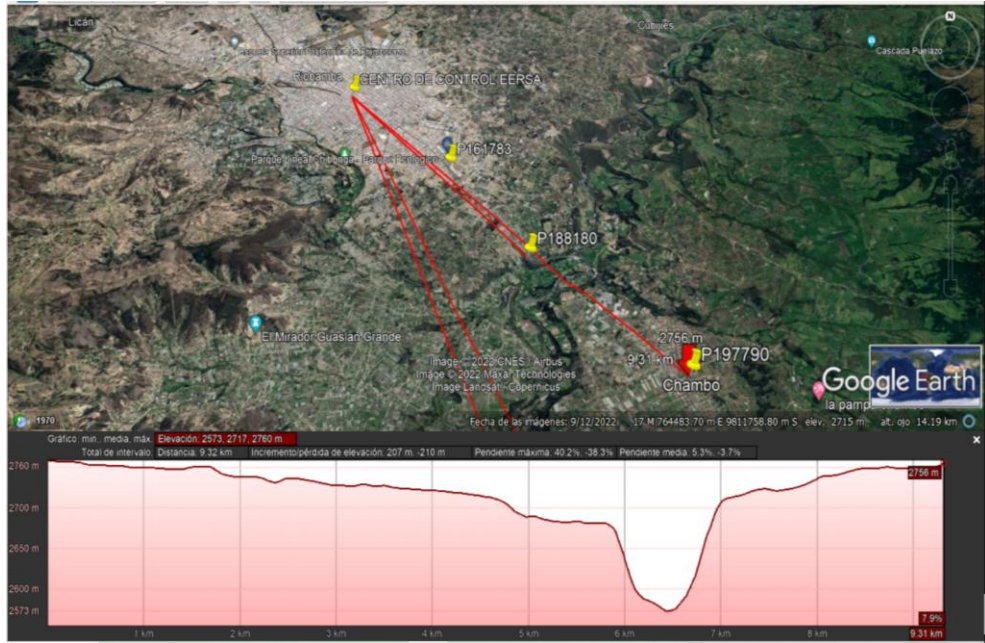 Licán
Cubijíes
Cascada Puelazo
Riobamba
CENTRO DE CONTROL EERSA
P161783
P188180
El Mirador Guaslán Grande
2756 m
9.31 km
P197790
Chambo
Image © 2022 CNES / Airbus
Image © 2022 Maxar Technologies
Image Landsat / Copernicus
Google Earth
la pampa
1970
Fecha de las imágenes: 9/12/2022 17 M 764483.70 m E 9811758.80 m S elev. 2715 m alt. ojo 14.19 km
Gráfico: mín., media, máx. Elevación: 2573, 2717, 2760 m
Total de intervalo: Distancia: 9.32 km Incremento/pérdida de elevación: 207 m, -210 m Pendiente máxima: 40.2%, -38.3% Pendiente media: 5.3%, -3.7%
2760 m
2756 m
2700 m
2650 m
2600 m
2573 m
7.9%
1 km 2 km 3 km 4 km 5 km 6 km 7 km 8 km 9.31 km